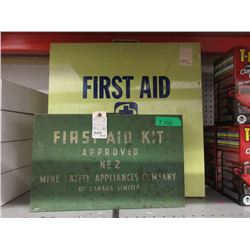 FIRST AID
FIRST AID KIT
APPROVED
No 2
MINE SAFETY APPLIANCES COMPANY
OF CANADA LIMITED